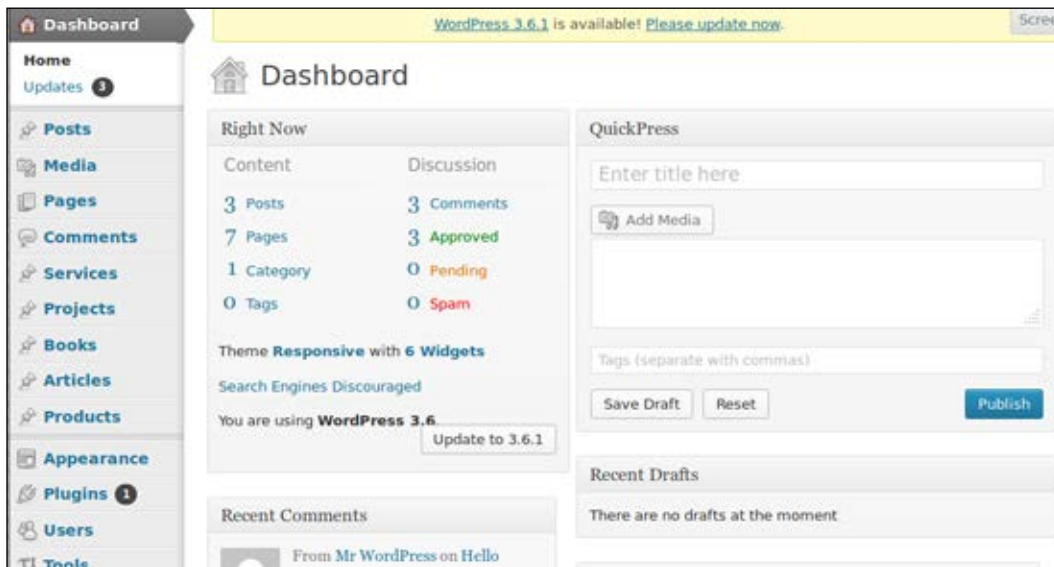 Dashboard
Home
Updates 3
Posts
Media
Pages
Comments
Services
Projects
Books
Articles
Products
Appearance
Plugins 1
Users
Tools
WordPress 3.6.1 is available! Please update now.
Dashboard
Right Now
Content Discussion
3 Posts 3 Comments
7 Pages 3 Approved
1 Category 0 Pending
0 Tags 0 Spam
Theme Responsive with 6 Widgets
Search Engines Discouraged
You are using WordPress 3.6.
Update to 3.6.1
Recent Comments
From Mr WordPress on Hello
QuickPress
Enter title here
Add Media
Tags (separate with commas)
Save Draft Reset Publish
Recent Drafts
There are no drafts at the moment